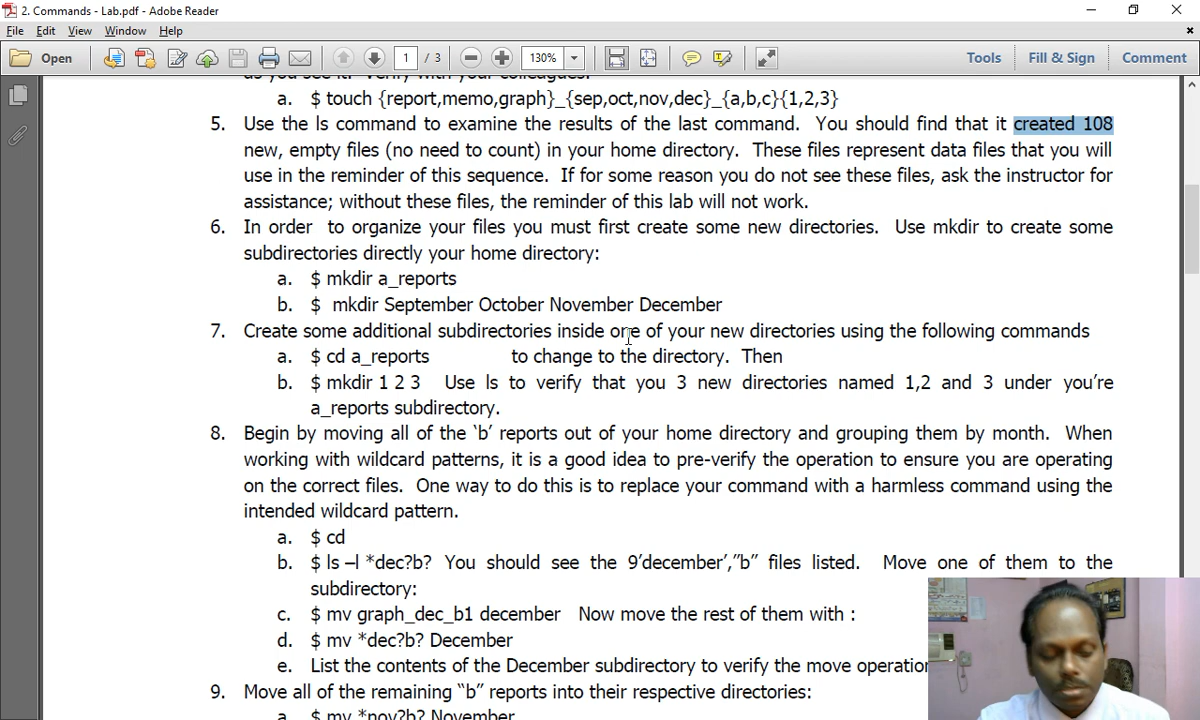 2. Commands - Lab.pdf - Adobe Reader
File Edit View Window Help
Open 1 / 3 130% Tools Fill & Sign Comment
as you see it. Verify with your colleagues.
a. $ touch {report,memo,graph}_{sep,oct,nov,dec}_{a,b,c}{1,2,3}
5. Use the ls command to examine the results of the last command. You should find that it created 108
new, empty files (no need to count) in your home directory. These files represent data files that you will
use in the reminder of this sequence. If for some reason you do not see these files, ask the instructor for
assistance; without these files, the reminder of this lab will not work.
6. In order to organize your files you must first create some new directories. Use mkdir to create some
subdirectories directly your home directory:
a. $ mkdir a_reports
b. $ mkdir September October November December
7. Create some additional subdirectories inside one of your new directories using the following commands
a. $ cd a_reports to change to the directory. Then
b. $ mkdir 1 2 3 Use ls to verify that you 3 new directories named 1,2 and 3 under you’re
a_reports subdirectory.
8. Begin by moving all of the ‘b’ reports out of your home directory and grouping them by month. When
working with wildcard patterns, it is a good idea to pre-verify the operation to ensure you are operating
on the correct files. One way to do this is to replace your command with a harmless command using the
intended wildcard pattern.
a. $ cd
b. $ ls –l *dec?b? You should see the 9’december’,”b” files listed. Move one of them to the
subdirectory:
c. $ mv graph_dec_b1 december Now move the rest of them with :
d. $ mv *dec?b? December
e. List the contents of the December subdirectory to verify the move
9. Move all of the remaining “b” reports into their respective directories:
a. $ mv *nov?b? November